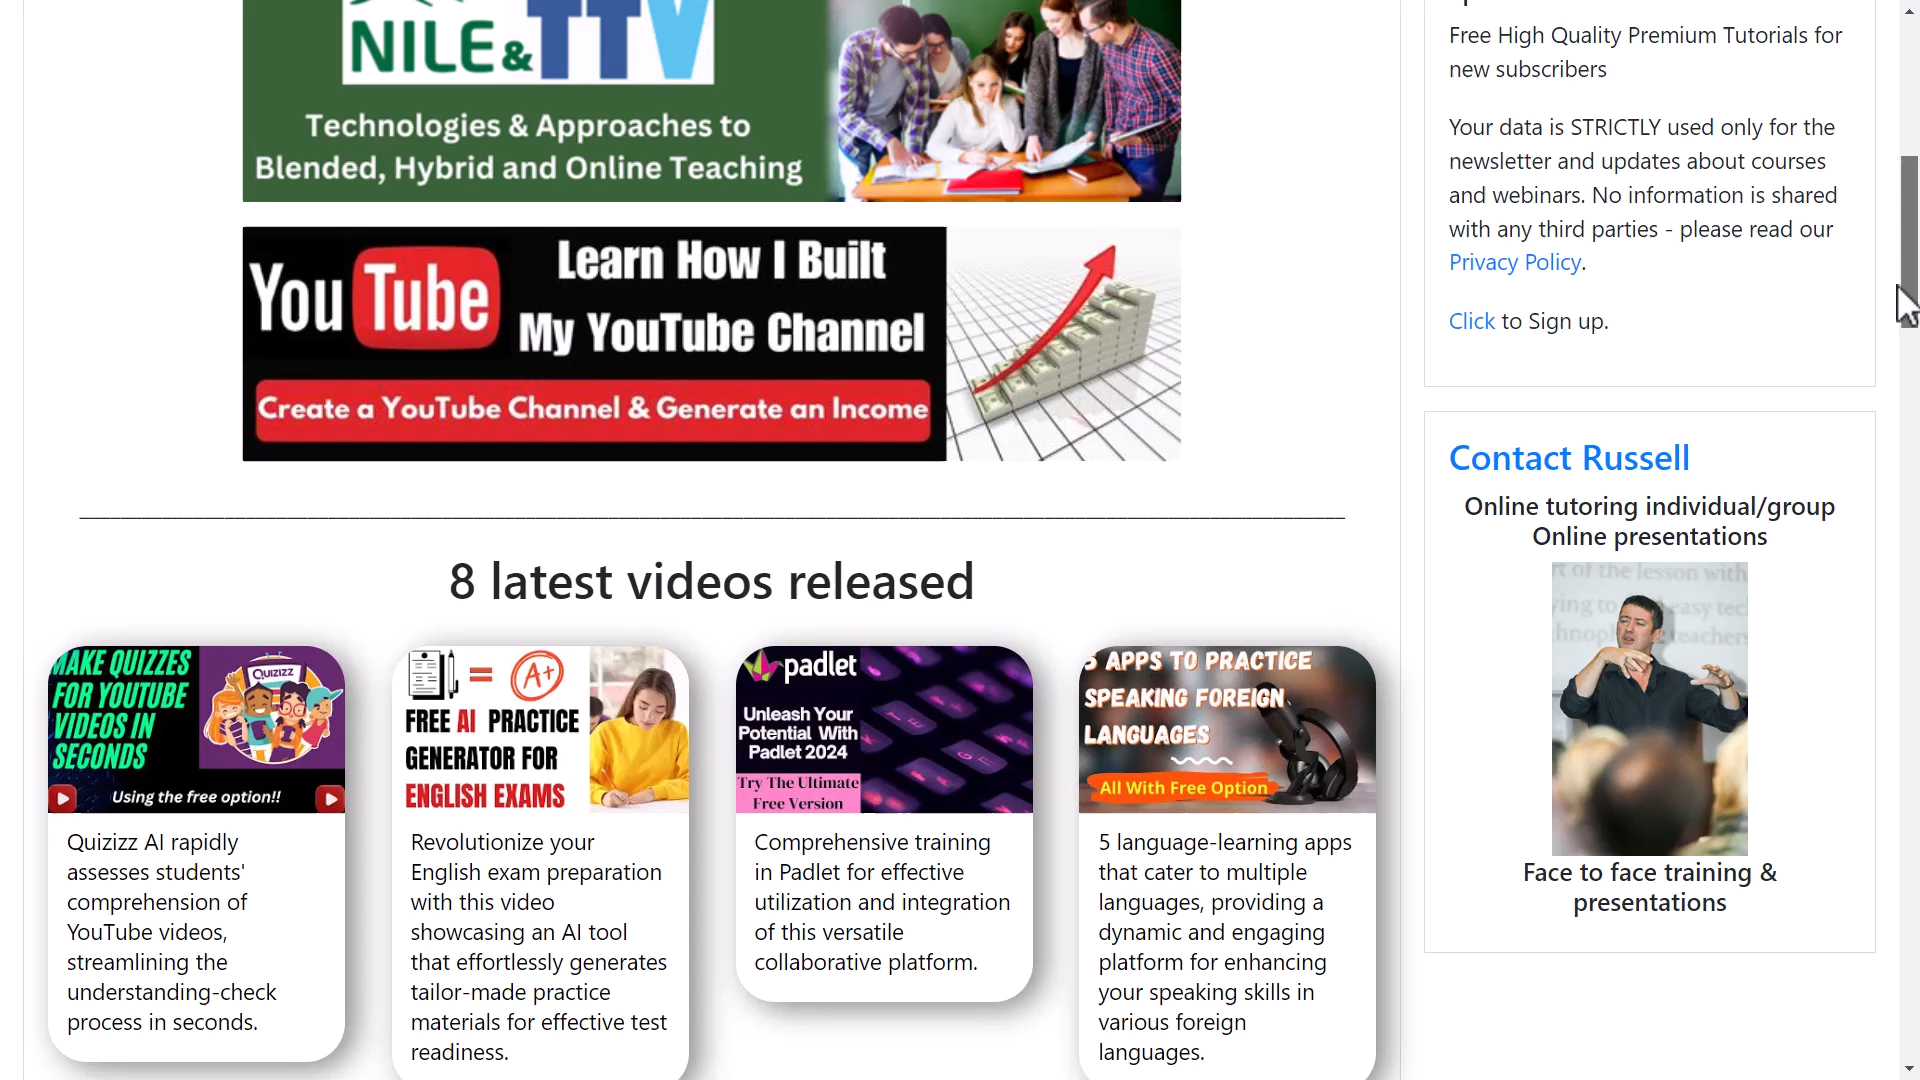 NILE & TTV
Technologies & Approaches to
Blended, Hybrid and Online Teaching
YouTube
Learn How I Built
My YouTube Channel
Create a YouTube Channel & Generate an Income
8 latest videos released
MAKE QUIZZES
FOR YOUTUBE
VIDEOS IN
SECONDS
QUIZIZZ
Using the free option!!
Quizizz AI rapidly
assesses students'
comprehension of
YouTube videos,
streamlining the
understanding-check
process in seconds.
= A+
FREE AI PRACTICE
GENERATOR FOR
ENGLISH EXAMS
Revolutionize your
English exam preparation
with this video
showcasing an AI tool
that effortlessly generates
tailor-made practice
materials for effective test
readiness.
padlet
Unleash Your
Potential With
Padlet 2024
Try The Ultimate
Free Version
Comprehensive training
in Padlet for effective
utilization and integration
of this versatile
collaborative platform.
5 APPS TO PRACTICE
SPEAKING FOREIGN
LANGUAGES
All With Free Option
5 language-learning apps
that cater to multiple
languages, providing a
dynamic and engaging
platform for enhancing
your speaking skills in
various foreign
languages.
Free High Quality Premium Tutorials for
new subscribers
Your data is STRICTLY used only for the
newsletter and updates about courses
and webinars. No information is shared
with any third parties - please read our
Privacy Policy.
Click to Sign up.
Contact Russell
Online tutoring individual/group
Online presentations
rt of the lesson with
Face to face training &
presentations